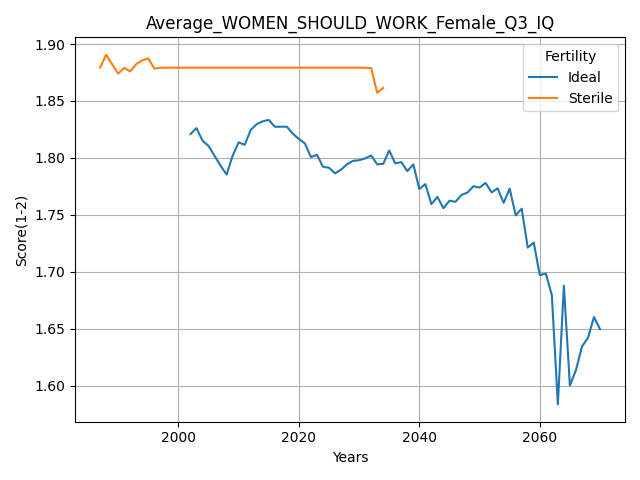 Average_WOMEN_SHOULD_WORK_Female_Q3_IQ
Fertility
Ideal
Sterile
Score(1-2)
1.90
1.85
1.80
1.75
1.70
1.65
1.60
2000 2020 2040 2060
Years